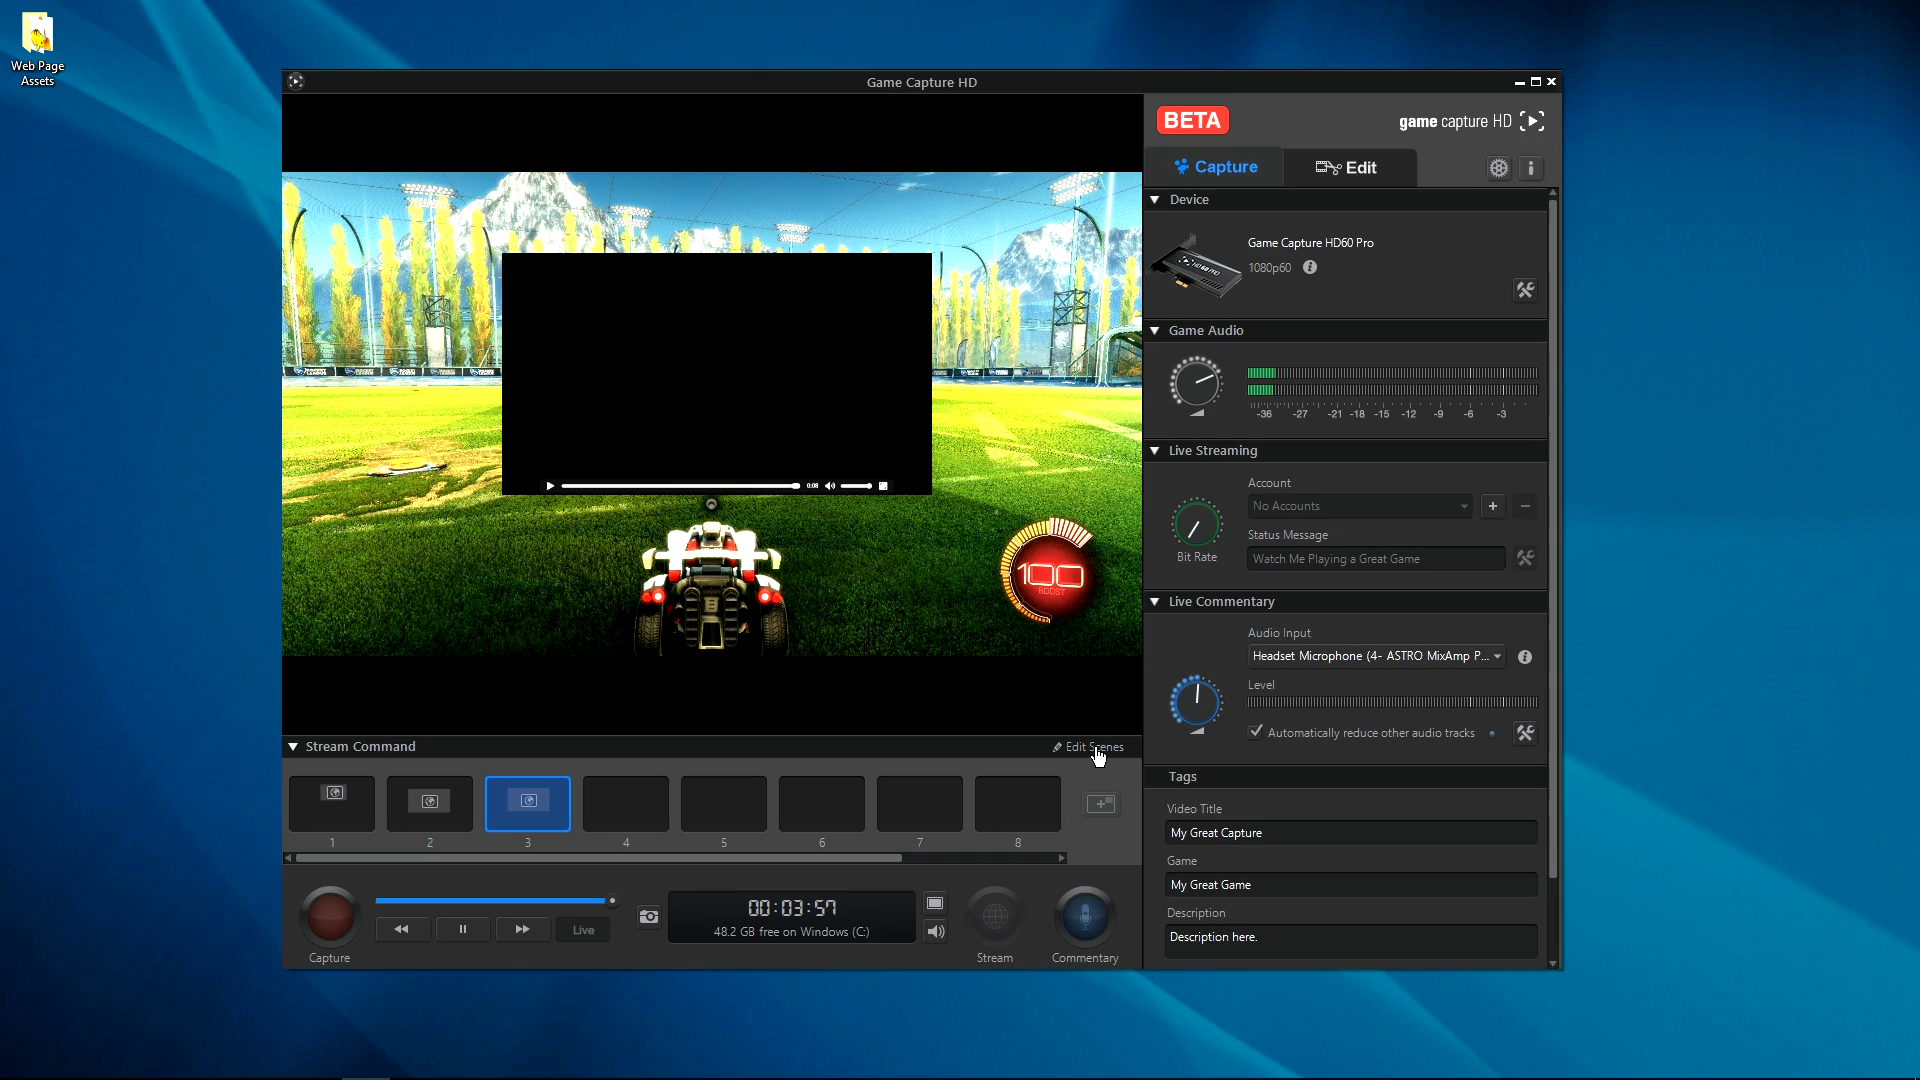 Web Page
Assets
Game Capture HD
BETA
game capture HD
Capture
Edit
Device
Game Capture HD60 Pro
1080p60
Game Audio
-36 -27 -21 -18 -15 -12 -9 -6 -3
Live Streaming
Account
No Accounts
Status Message
Bit Rate
Watch Me Playing a Great Game
Live Commentary
Audio Input
Headset Microphone (4- ASTRO MixAmp P...
Level
Automatically reduce other audio tracks
Tags
Video Title
My Great Capture
Game
My Great Game
Description
Description here.
0:08
100
BOOST
Stream Command
Edit Scenes
1 2 3 4 5 6 7 8
Live
00:03:57
48.2 GB free on Windows (C:)
Capture
Stream
Commentary